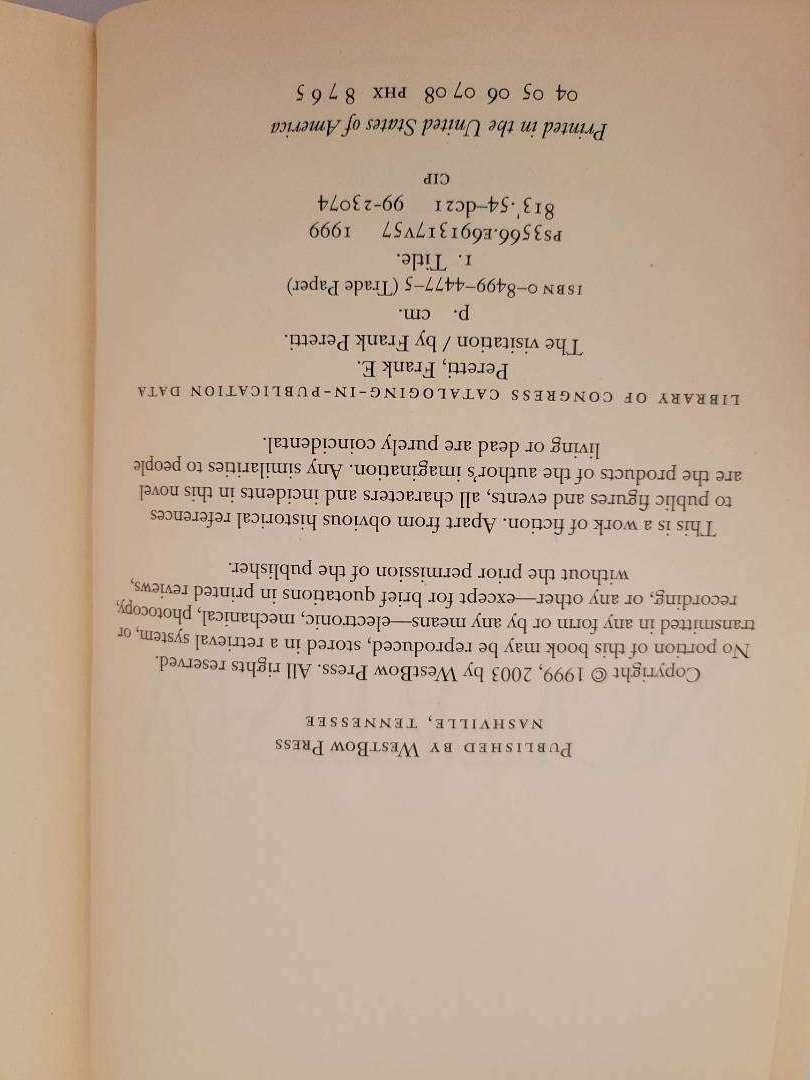 PUBLISHED BY WESTBOW PRESS
NASHVILLE, TENNESSEE
Copyright © 1999, 2003 by WestBow Press. All rights reserved.
No portion of this book may be reproduced, stored in a retrieval system, or
transmitted in any form or by any means—electronic, mechanical, photocopy,
recording, or any other—except for brief quotations in printed reviews,
without the prior permission of the publisher.
This is a work of fiction. Apart from obvious historical references
to public figures and events, all characters and incidents in this novel
are the products of the author's imagination. Any similarities to people
living or dead are purely coincidental.
LIBRARY OF CONGRESS CATALOGING-IN-PUBLICATION DATA
Peretti, Frank E.
The visitation / by Frank Peretti.
p. cm.
ISBN 0-8499-4477-5 (Trade Paper)
1. Title.
PS3566.E691317V57 1999
813'.54–dc21 99-23074
CIP
Printed in the United States of America
04 05 06 07 08 PHX 8 7 6 5